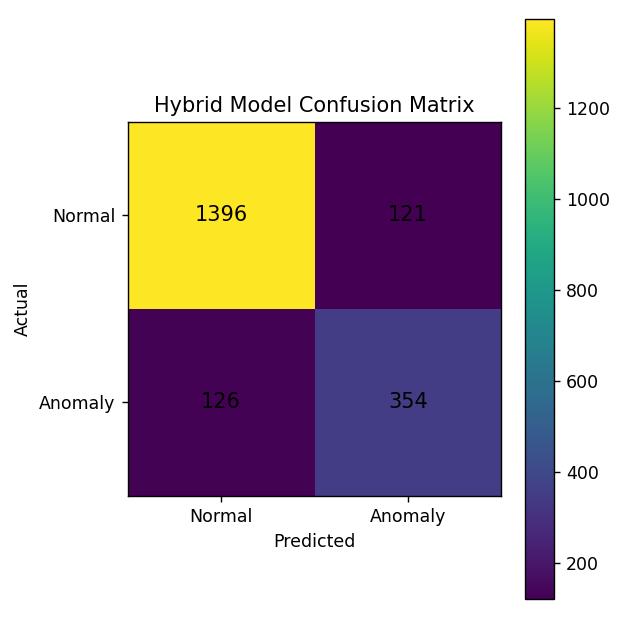 Hybrid Model Confusion Matrix
Actual
Normal
Anomaly
1396
121
126
354
Normal
Anomaly
Predicted
1200
1000
800
600
400
200